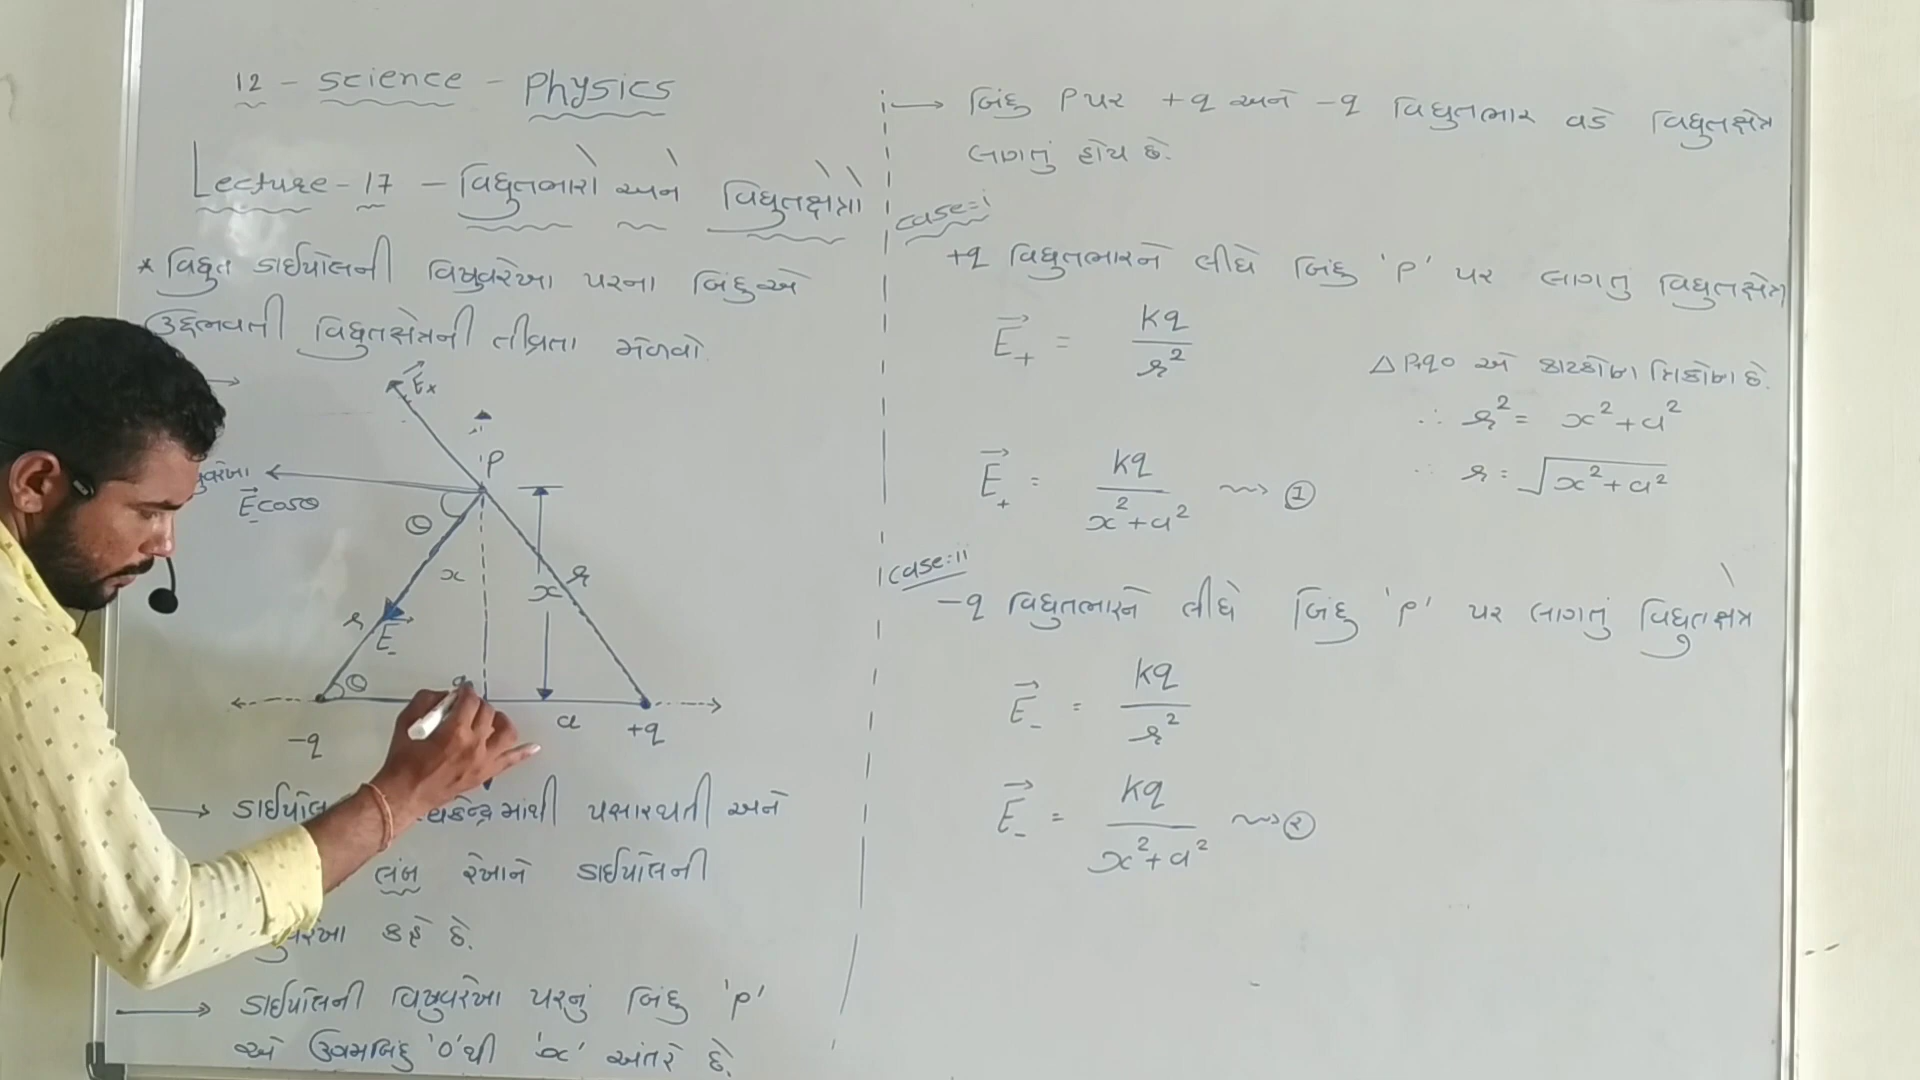 12 - Science - Physics
Lecture - 17 - વિદ્યુતભારો અને વિદ્યુતક્ષેત્રો
* વિદ્યુત ડાઈપોલની વિષુવરેખા પરના બિંદુએ
ઉદ્દભવતી વિદ્યુતક્ષેત્રની તીવ્રતા મેળવો.
→
P
E₋cosθ
θ
x
x
r
r
E₋
θ
a
-q
+q
→ ડાઈપોલ પસારથતી અને
લંબ રેખાને ડાઈપોલની
કહે છે.
→ ડાઈપોલની વિષુવરેખા પરનું બિંદુ 'P'
એ ઉગમબિંદુ 'O'થી 'x' અંતરે છે.
→ બિંદુ P પર +q અને -q વિદ્યુતભાર વડે વિદ્યુતક્ષેત્ર
લાગતું હોય છે.
case:i
+q વિદ્યુતભારને લીધે બિંદુ 'P' પર લાગતું વિદ્યુતક્ષેત્ર
E₊ = kq / r²
એ કાટકોણ ત્રિકોણ છે.
∴ r² = x² + a²
∴ r = √(x² + a²)
E₊ = kq / (x² + a²) ⇝ ①
case:ii
-q વિદ્યુતભારને લીધે બિંદુ 'P' પર લાગતું વિદ્યુતક્ષેત્ર
E₋ = kq / r²
E₋ = kq / (x² + a²) ⇝ ②